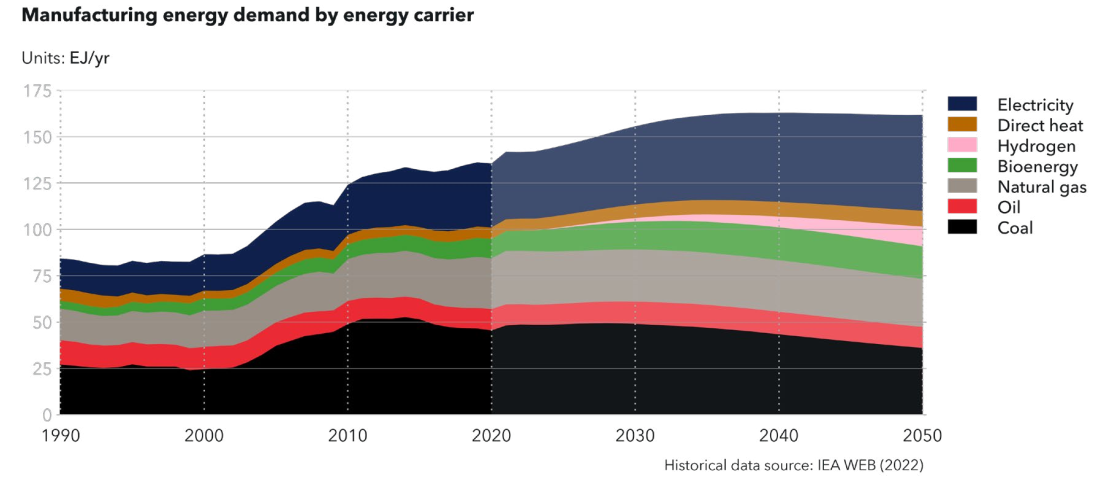 Manufacturing energy demand by energy carrier
Units: EJ/yr
175
150
125
100
75
50
25
0
1990 2000 2010 2020 2030 2040 2050
Electricity
Direct heat
Hydrogen
Bioenergy
Natural gas
Oil
Coal
Historical data source: IEA WEB (2022)